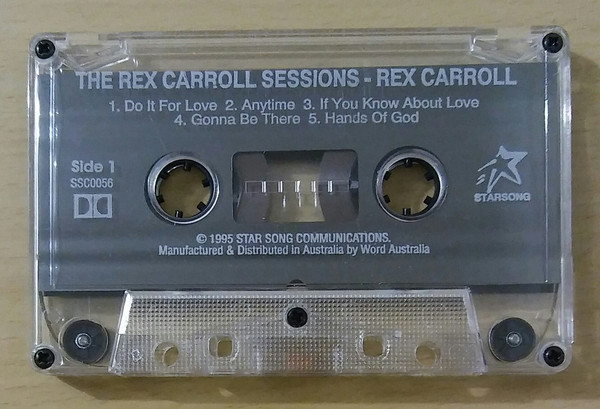 THE REX CARROLL SESSIONS - REX CARROLL
1. Do It For Love 2. Anytime 3. If You Know About Love
4. Gonna Be There 5. Hands Of God
Side 1
SSC0056
STARSONG
© 1995 STAR SONG COMMUNICATIONS.
Manufactured & Distributed in Australia by Word Australia